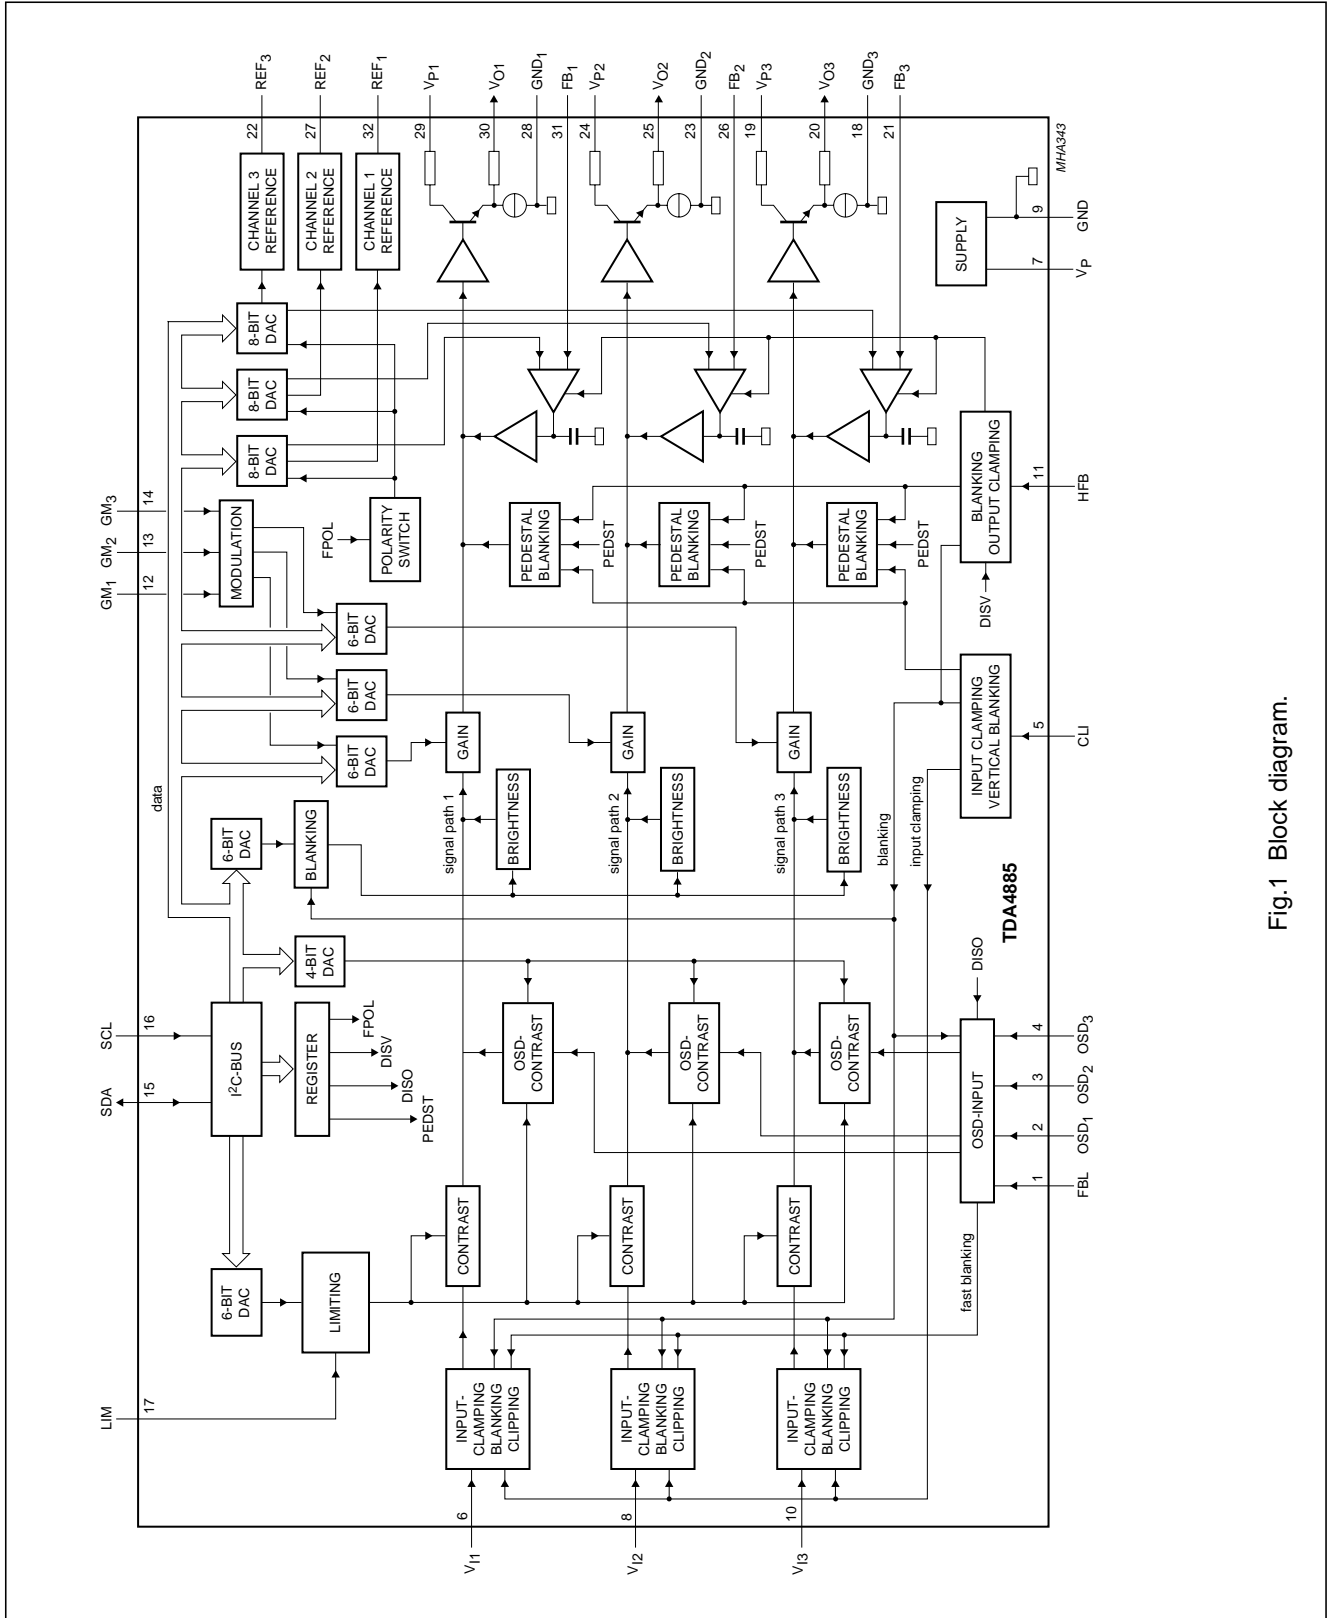 LIM
17
SDA
15
SCL
16
GM1
12
GM2
13
GM3
14
data
6-BIT
DAC
I2C-BUS
6-BIT
DAC
8-BIT
DAC
8-BIT
DAC
8-BIT
DAC
MODULATION
CHANNEL 3
REFERENCE
22
REF3
CHANNEL 2
REFERENCE
27
REF2
CHANNEL 1
REFERENCE
32
REF1
LIMITING
REGISTER
PEDST
DISO
DISV
FPOL
4-BIT
DAC
BLANKING
6-BIT
DAC
6-BIT
DAC
6-BIT
DAC
FPOL
POLARITY
SWITCH
VI1
6
INPUT-
CLAMPING
BLANKING
CLIPPING
CONTRAST
OSD-
CONTRAST
signal path 1
BRIGHTNESS
GAIN
PEDESTAL
BLANKING
PEDST
29
VP1
30
VO1
28
GND1
31
FB1
VI2
8
INPUT-
CLAMPING
BLANKING
CLIPPING
CONTRAST
OSD-
CONTRAST
signal path 2
BRIGHTNESS
GAIN
PEDESTAL
BLANKING
PEDST
24
VP2
25
VO2
23
GND2
26
FB2
VI3
10
INPUT-
CLAMPING
BLANKING
CLIPPING
CONTRAST
OSD-
CONTRAST
signal path 3
BRIGHTNESS
GAIN
PEDESTAL
BLANKING
PEDST
19
VP3
20
VO3
18
GND3
21
FB3
blanking
input clamping
fast blanking
OSD-INPUT
DISO
TDA4885
INPUT CLAMPING
VERTICAL BLANKING
DISV
BLANKING
OUTPUT CLAMPING
SUPPLY
1
FBL
2
OSD1
3
OSD2
4
OSD3
5
CLI
11
HFB
7
VP
9
GND
MHA343
Fig.1 Block diagram.